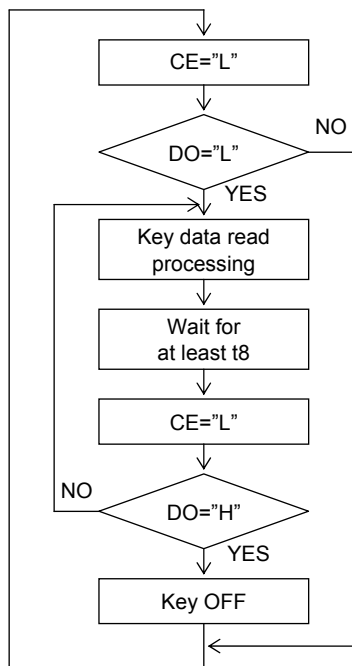 CE=”L”
DO=”L”
NO
YES
Key data read
processing
Wait for
at least t8
CE=”L”
NO
DO=”H”
YES
Key OFF